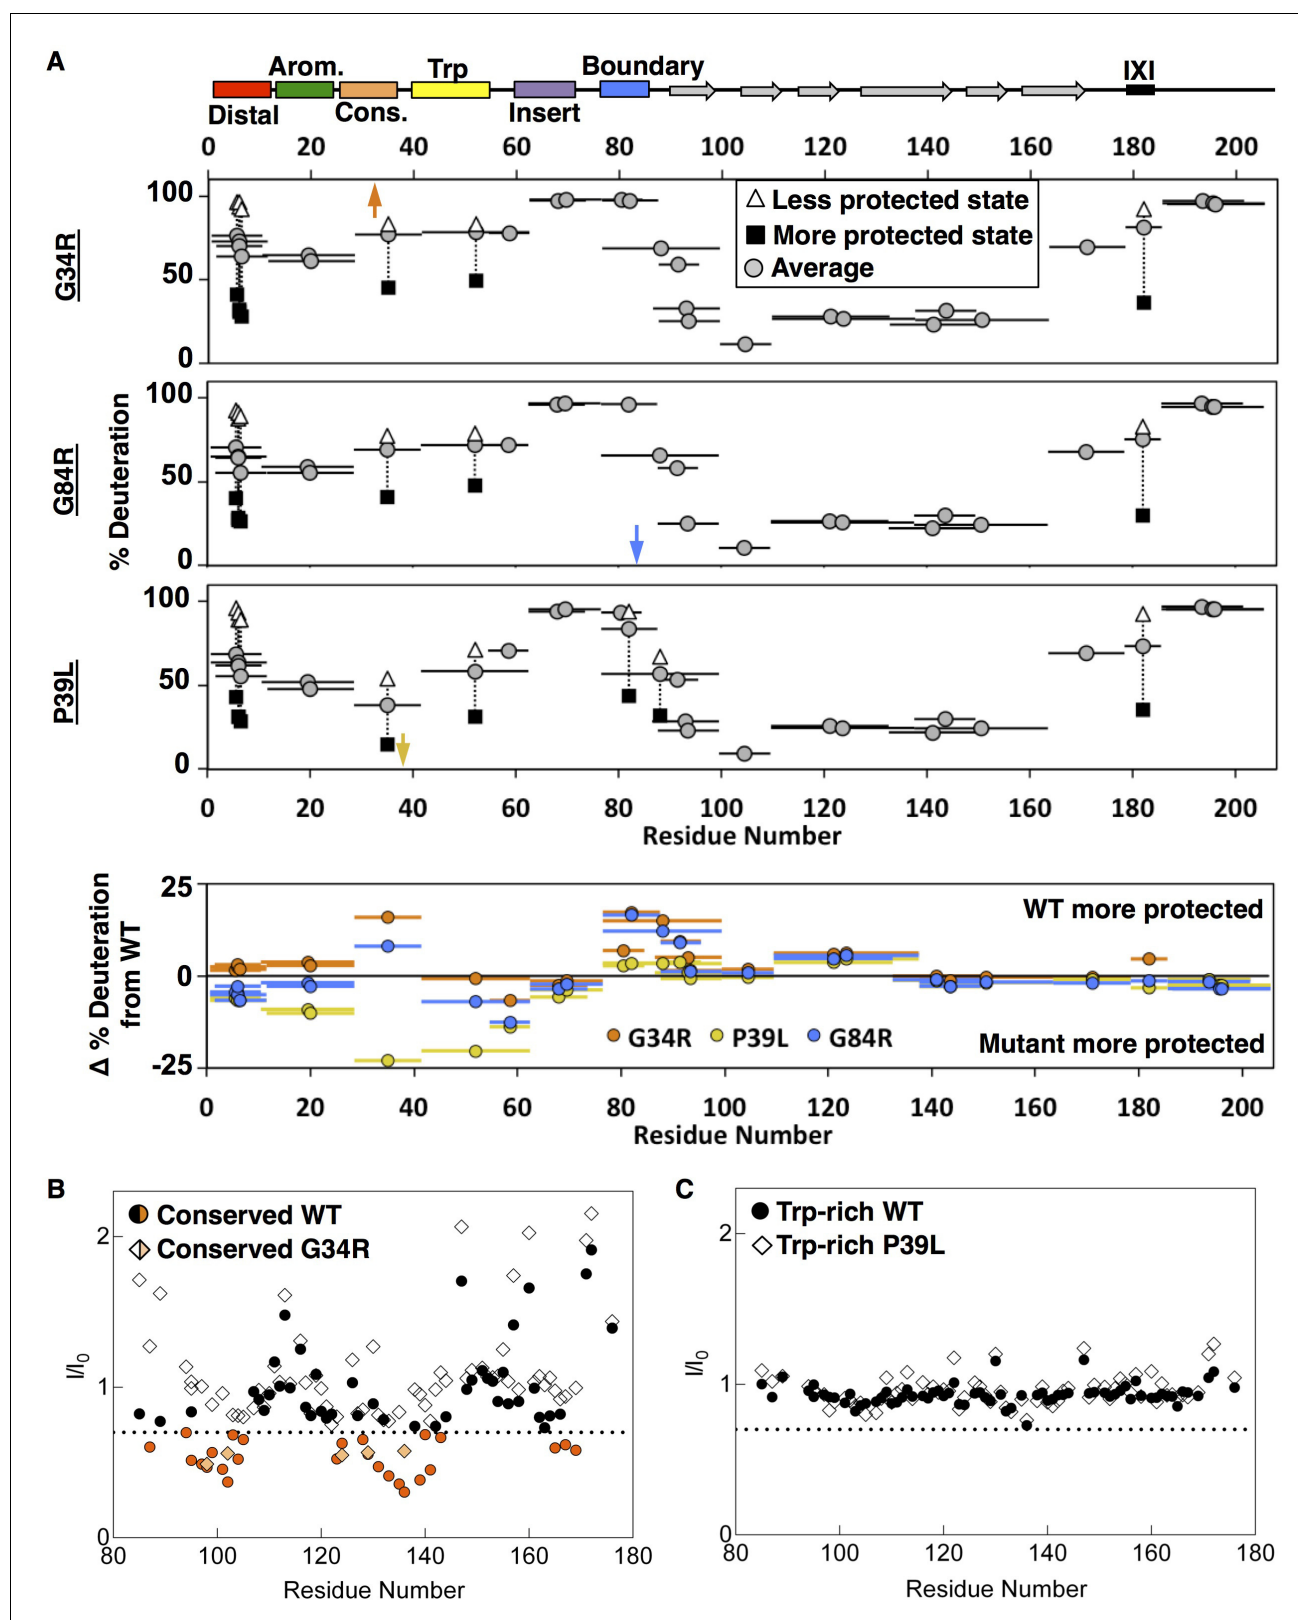 A
Arom. Trp Boundary IXI
Distal Cons. Insert
0 20 40 60 80 100 120 140 160 180 200
G34R
100
50
0
Less protected state
More protected state
Average
% Deuteration
G84R
100
50
0
P39L
100
50
0
0 20 40 60 80 100 120 140 160 180 200
Residue Number
Δ % Deuteration
from WT
25
0
-25
WT more protected
G34R P39L G84R
Mutant more protected
0 20 40 60 80 100 120 140 160 180 200
Residue Number
B
Conserved WT
Conserved G34R
I/I0
2
1
0
80 100 120 140 160 180
Residue Number
C
Trp-rich WT
Trp-rich P39L
I/I0
2
1
0
80 100 120 140 160 180
Residue Number